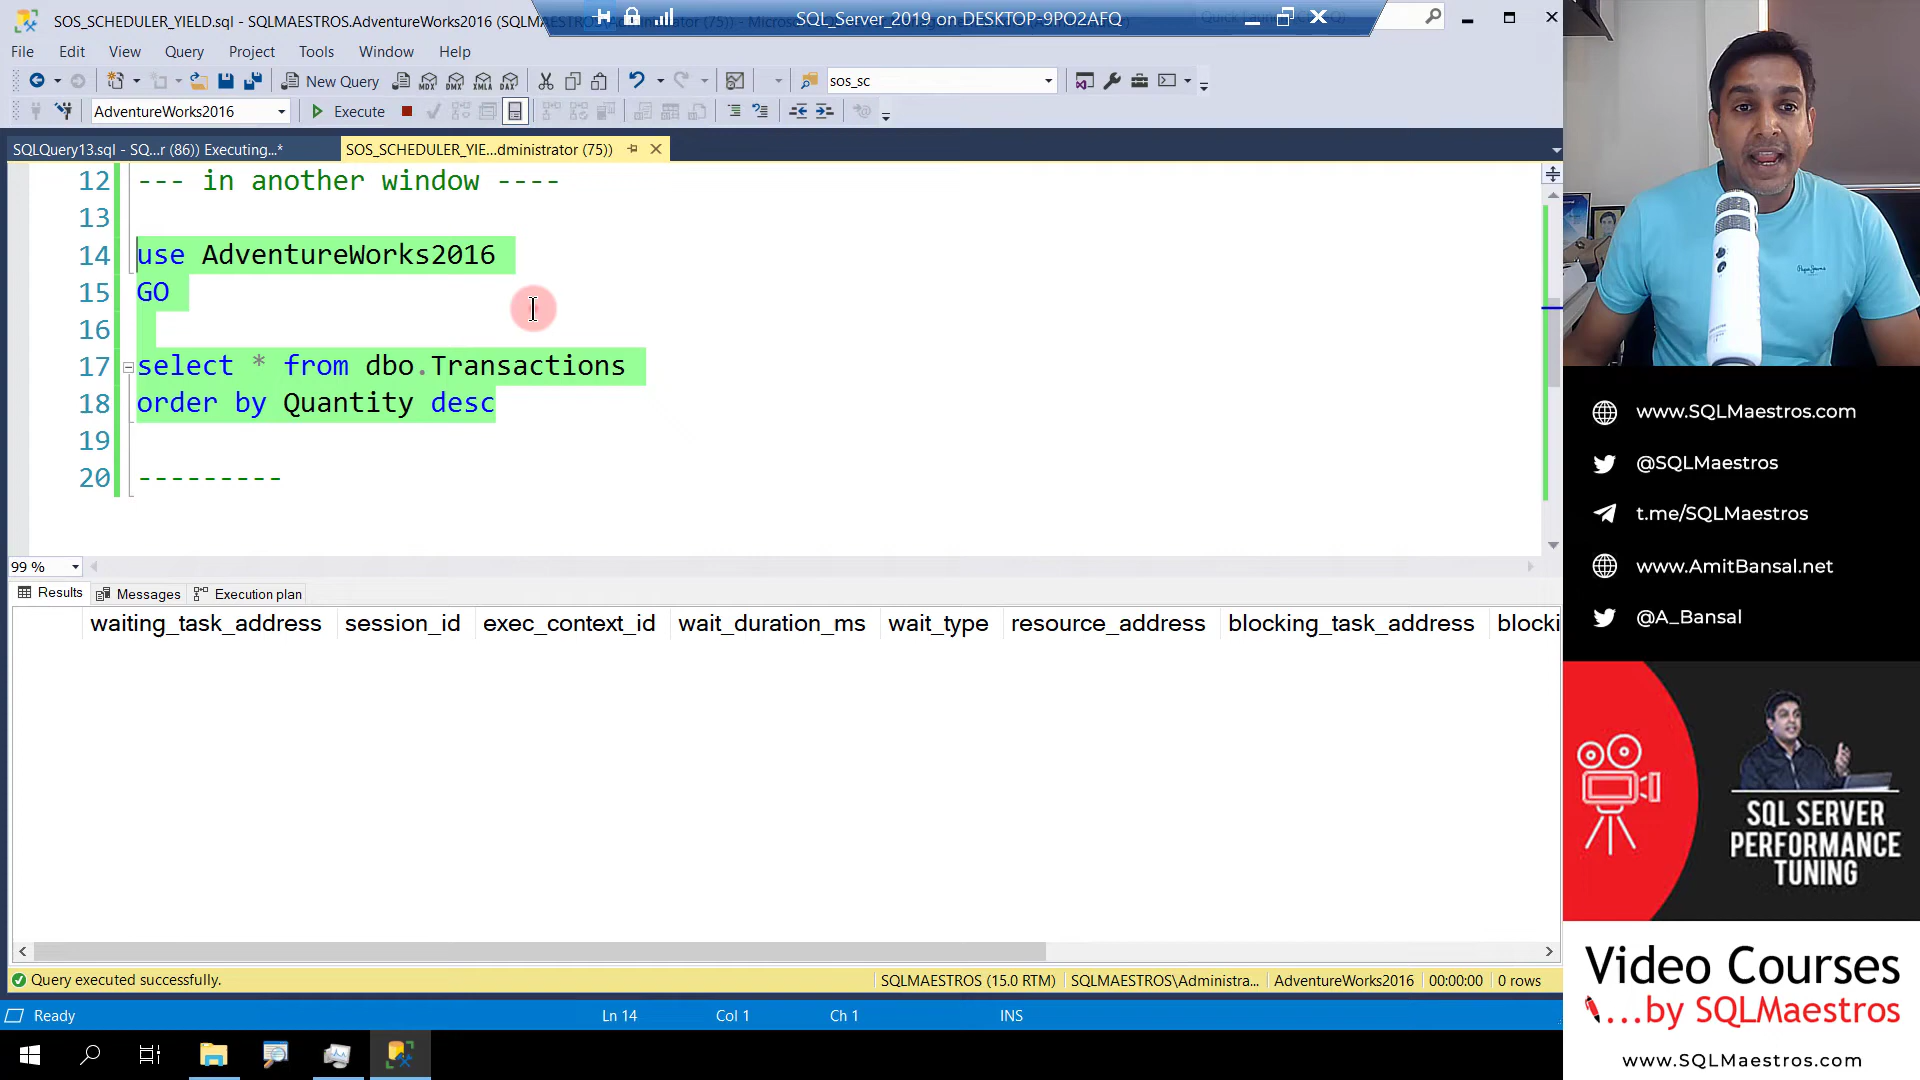 SOS_SCHEDULER_YIELD.sql - SQLMAESTROS.AdventureWorks2016 (SQLMAESTROS
SQL_Server_2019 on DESKTOP-9PO2AFQ
File Edit View Query Project Tools Window Help
New Query MDX DMX XMLA DAX sos_sc
AdventureWorks2016 Execute
SQLQuery13.sql - SQ...r (86)) Executing...*
SOS_SCHEDULER_YIE...dministrator (75))
12 --- in another window ----
13
14 use AdventureWorks2016
15 GO
16
17 select * from dbo.Transactions
18 order by Quantity desc
19
20 ---------
99 %
Results Messages Execution plan
waiting_task_address session_id exec_context_id wait_duration_ms wait_type resource_address blocking_task_address blocki
Query executed successfully.
SQLMAESTROS (15.0 RTM) SQLMAESTROS\Administra... AdventureWorks2016 00:00:00 0 rows
Ready Ln 14 Col 1 Ch 1 INS
www.SQLMaestros.com
@SQLMaestros
t.me/SQLMaestros
www.AmitBansal.net
@A_Bansal
SQL SERVER
PERFORMANCE
TUNING
Video Courses
...by SQLMaestros
www.SQLMaestros.com